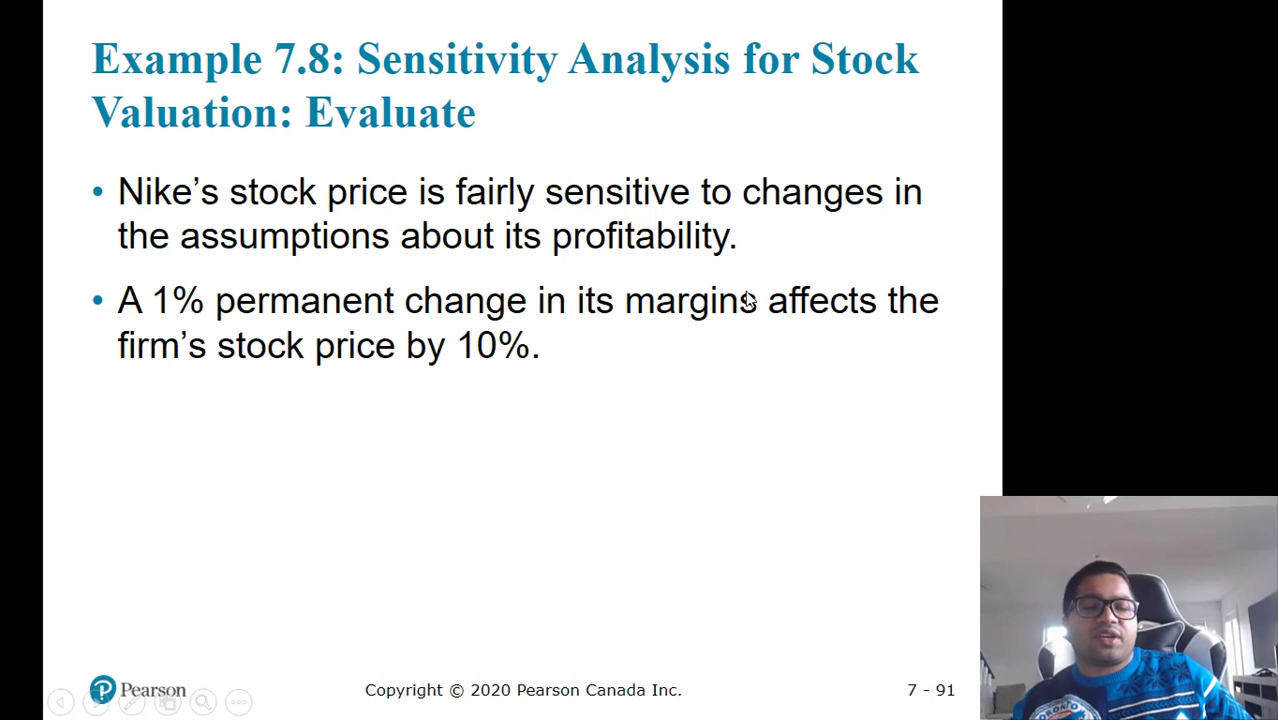 Example 7.8: Sensitivity Analysis for Stock
Valuation: Evaluate
• Nike’s stock price is fairly sensitive to changes in
the assumptions about its profitability.
• A 1% permanent change in its margins affects the
firm’s stock price by 10%.
P Pearson
Copyright © 2020 Pearson Canada Inc.
7 - 91
TORONTO